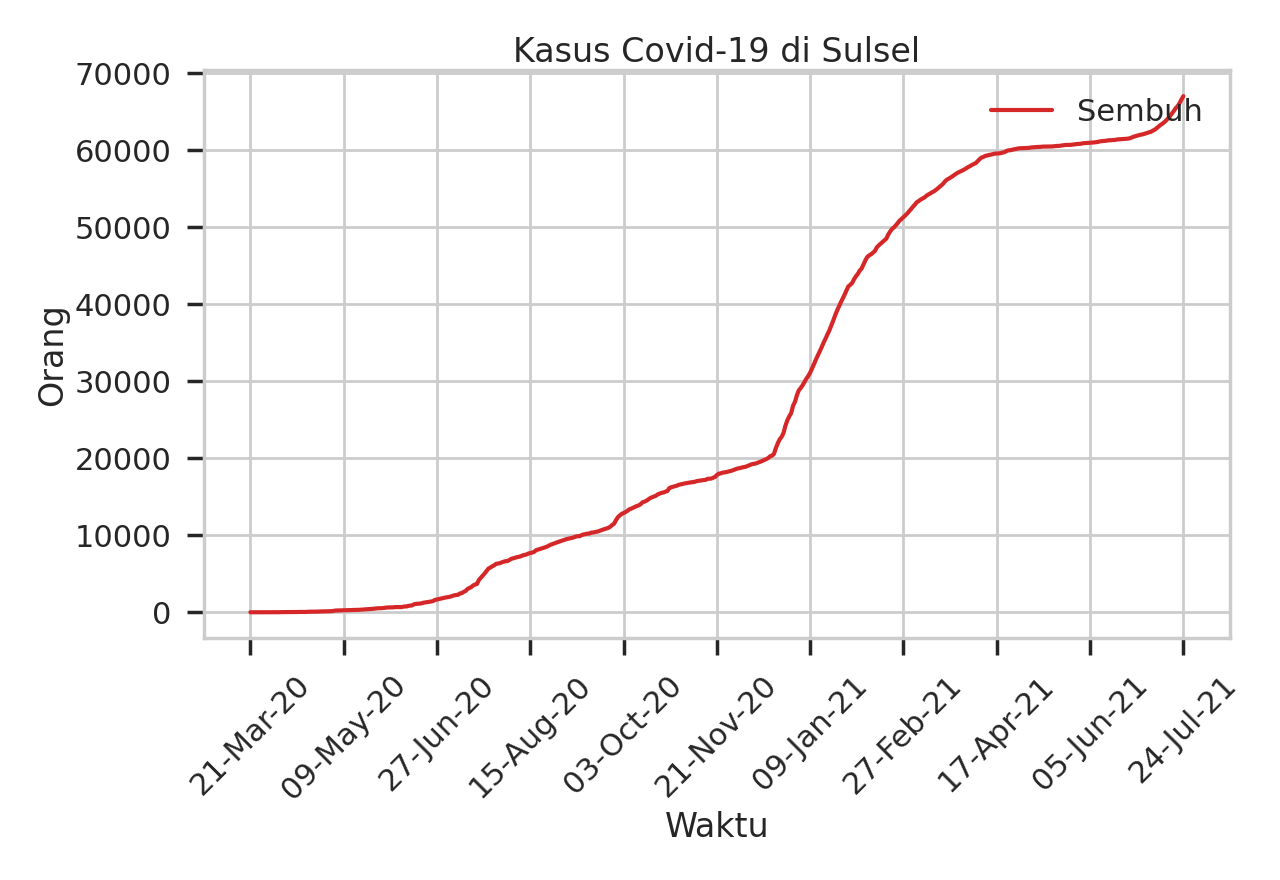 Kasus Covid-19 di Sulsel
70000
60000
50000
40000
30000
20000
10000
0
Orang
Sembuh
21-Mar-20
09-May-20
27-Jun-20
15-Aug-20
03-Oct-20
21-Nov-20
09-Jan-21
27-Feb-21
17-Apr-21
05-Jun-21
24-Jul-21
Waktu